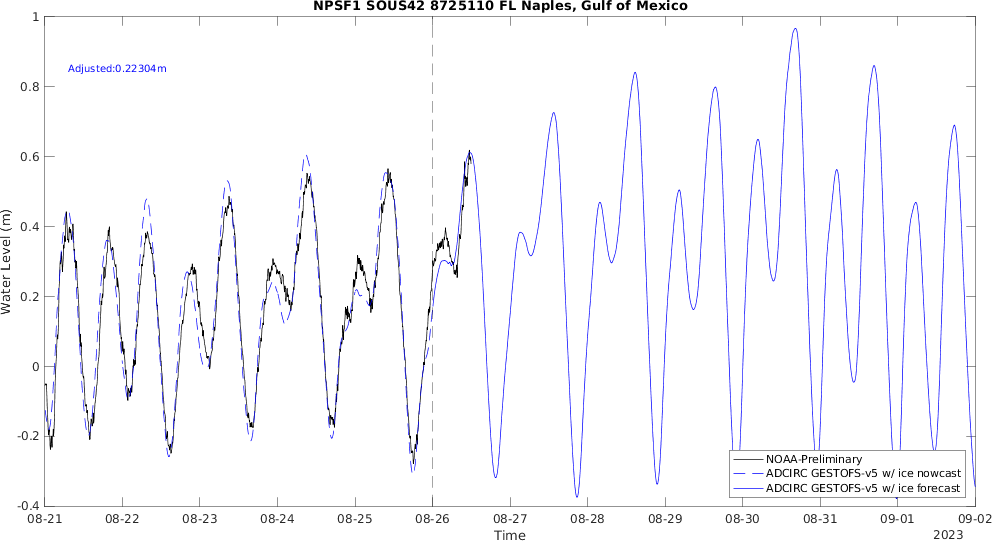 NPSF1 SOUS42 8725110 FL Naples, Gulf of Mexico
1
0.8
0.6
0.4
0.2
0
-0.2
-0.4
Water Level (m)
Adjusted:0.22304m
NOAA-Preliminary
ADCIRC GESTOFS-v5 w/ ice nowcast
ADCIRC GESTOFS-v5 w/ ice forecast
08-21 08-22 08-23 08-24 08-25 08-26 08-27 08-28 08-29 08-30 08-31 09-01 09-02
Time
2023